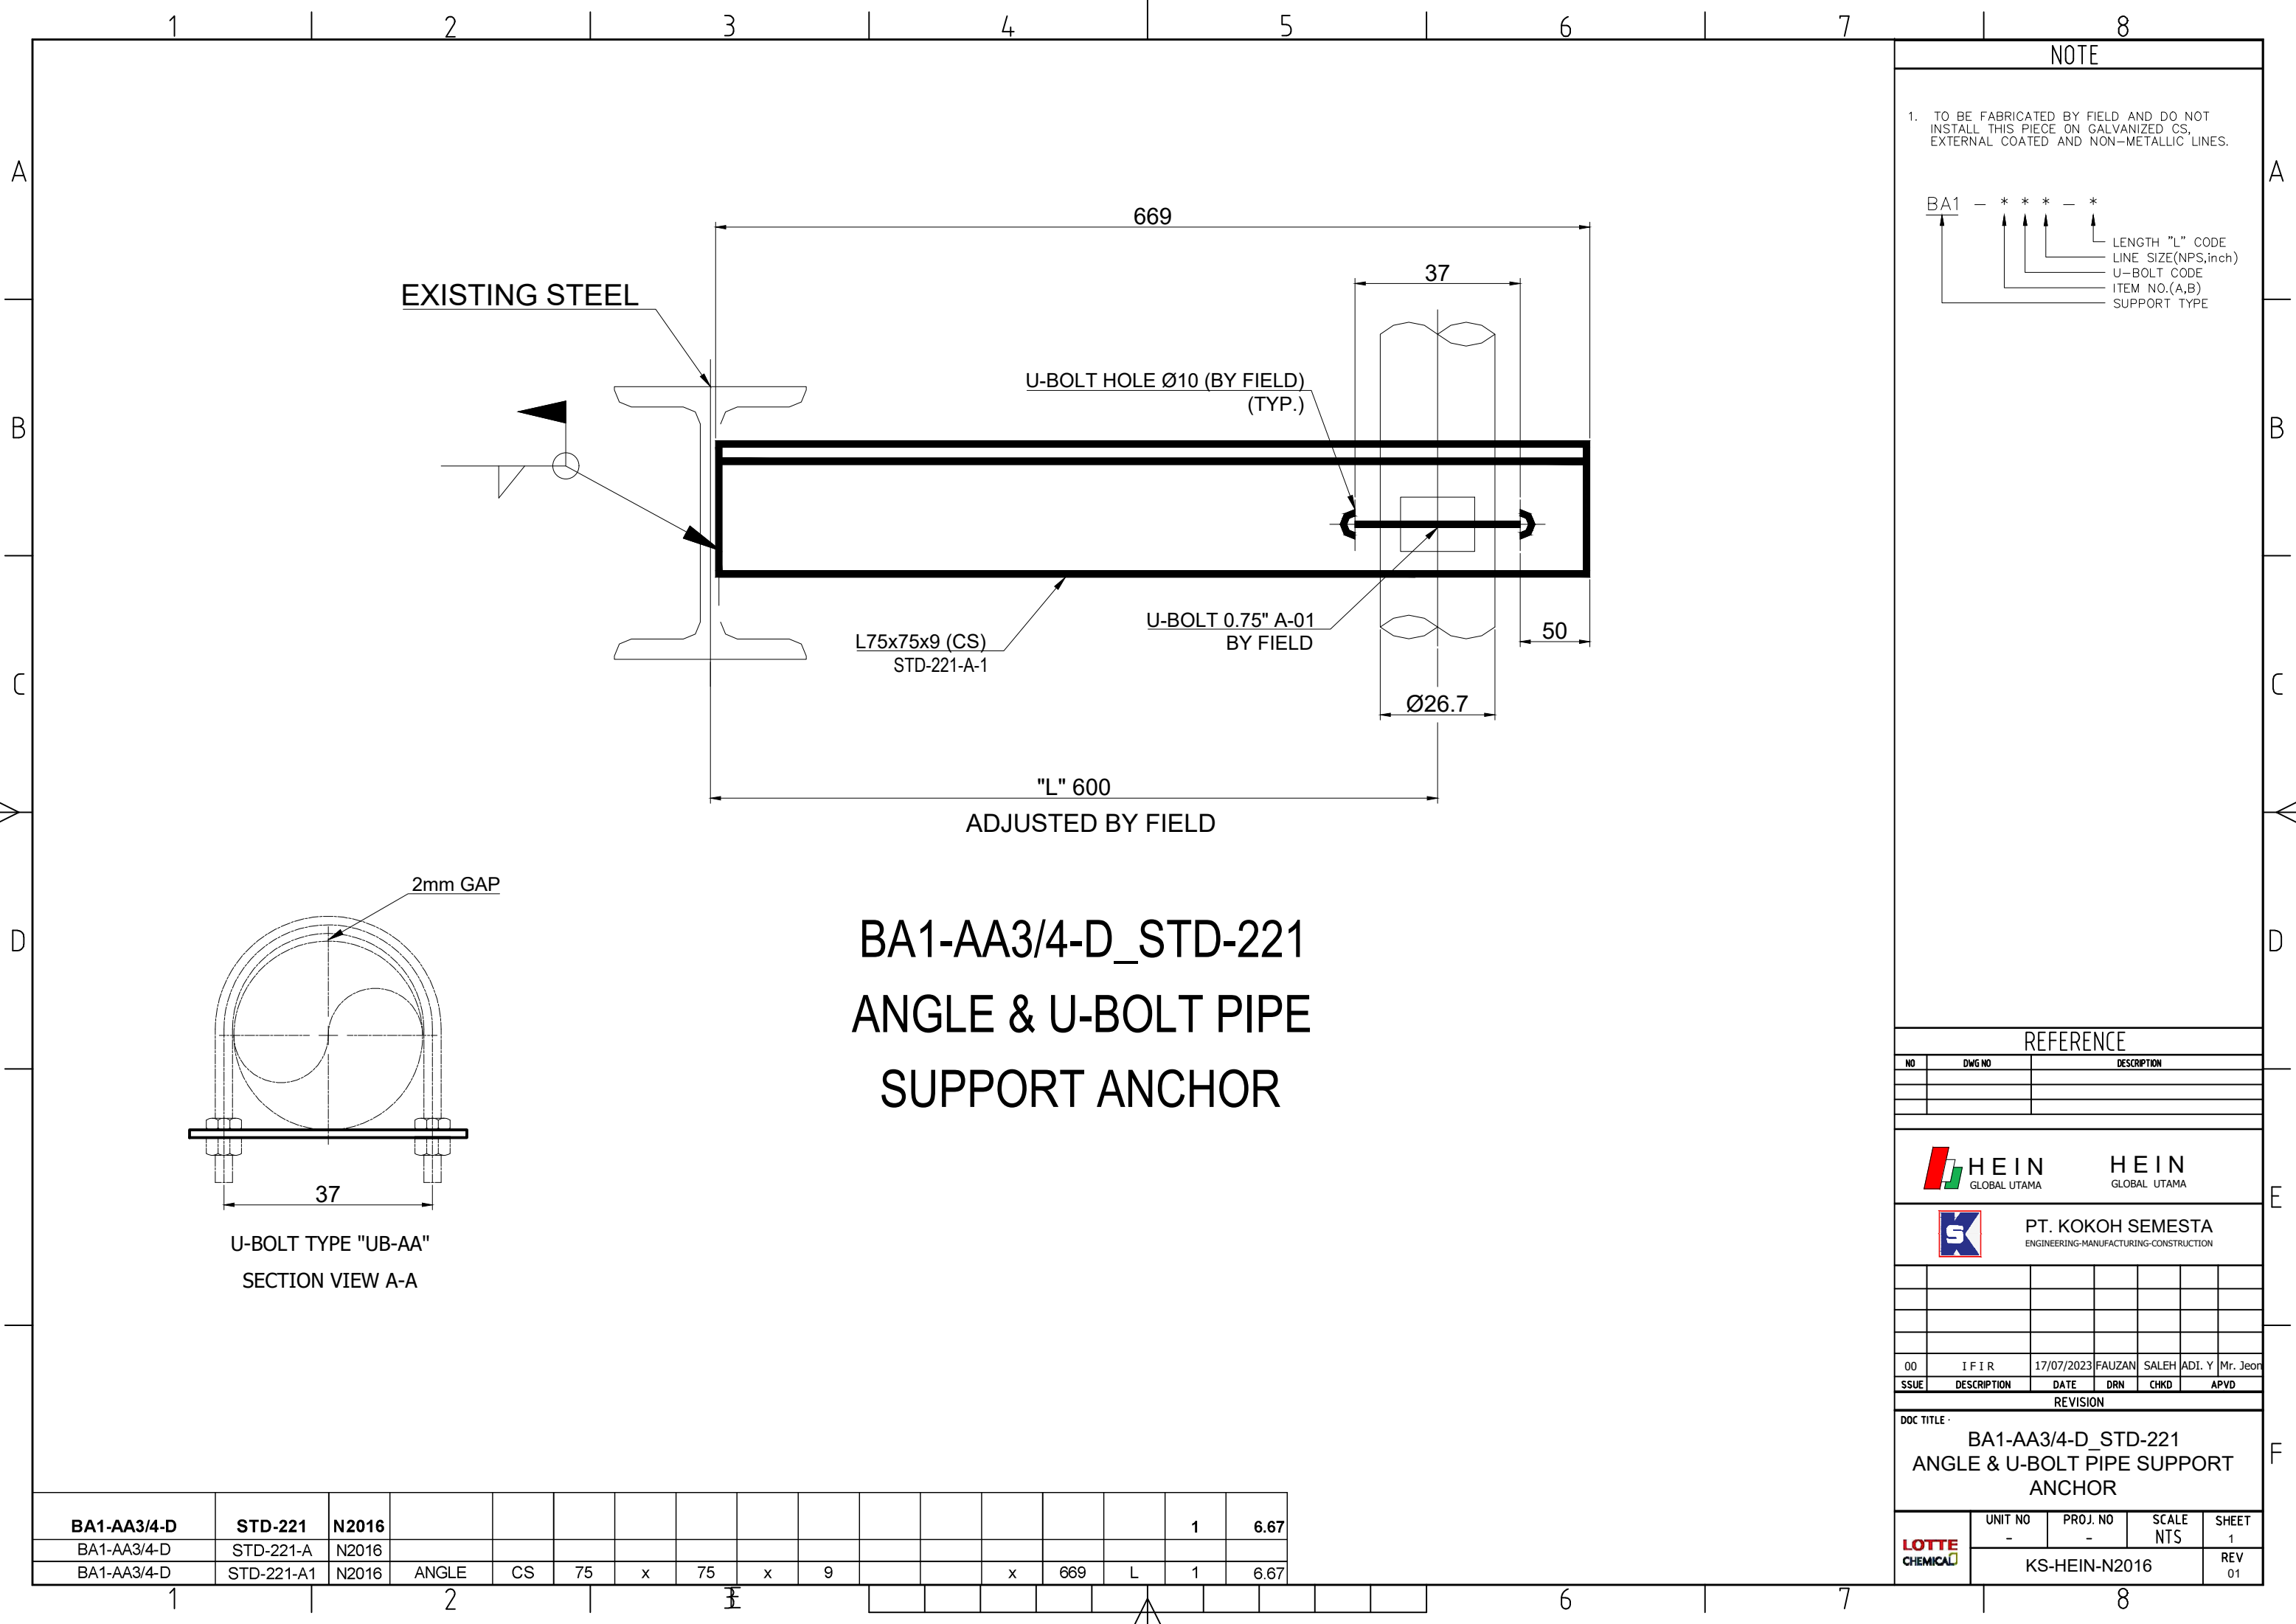 1 2 3 4 5 6 7 8
A
B
C
D
A
B
C
D
E
F
NOTE
1. TO BE FABRICATED BY FIELD AND DO NOT
INSTALL THIS PIECE ON GALVANIZED CS,
EXTERNAL COATED AND NON-METALLIC LINES.
BA1 - * * * - *
LENGTH "L" CODE
LINE SIZE(NPS,inch)
U-BOLT CODE
ITEM NO.(A,B)
SUPPORT TYPE
669
37
EXISTING STEEL
U-BOLT HOLE Ø10 (BY FIELD)
(TYP.)
L75x75x9 (CS)
STD-221-A-1
U-BOLT 0.75" A-01
BY FIELD
50
Ø26.7
"L" 600
ADJUSTED BY FIELD
2mm GAP
37
U-BOLT TYPE "UB-AA"
SECTION VIEW A-A
BA1-AA3/4-D_STD-221
ANGLE & U-BOLT PIPE
SUPPORT ANCHOR
REFERENCE
NO DWG NO DESCRIPTION
HEIN
GLOBAL UTAMA
HEIN
GLOBAL UTAMA
SK
PT. KOKOH SEMESTA
ENGINEERING-MANUFACTURING-CONSTRUCTION
00 IFIR 17/07/2023 FAUZAN SALEH ADI. Y Mr. Jeon
SSUE DESCRIPTION DATE DRN CHKD APVD
REVISION
DOC TITLE :
BA1-AA3/4-D_STD-221
ANGLE & U-BOLT PIPE SUPPORT
ANCHOR
LOTTE
CHEMICAL
UNIT NO PROJ. NO SCALE SHEET
- - NTS 1
KS-HEIN-N2016
REV
01
BA1-AA3/4-D STD-221 N2016 1 6.67
BA1-AA3/4-D STD-221-A N2016
BA1-AA3/4-D STD-221-A1 N2016 ANGLE CS 75 x 75 x 9 x 669 L 1 6.67
1 2 3 6 7 8